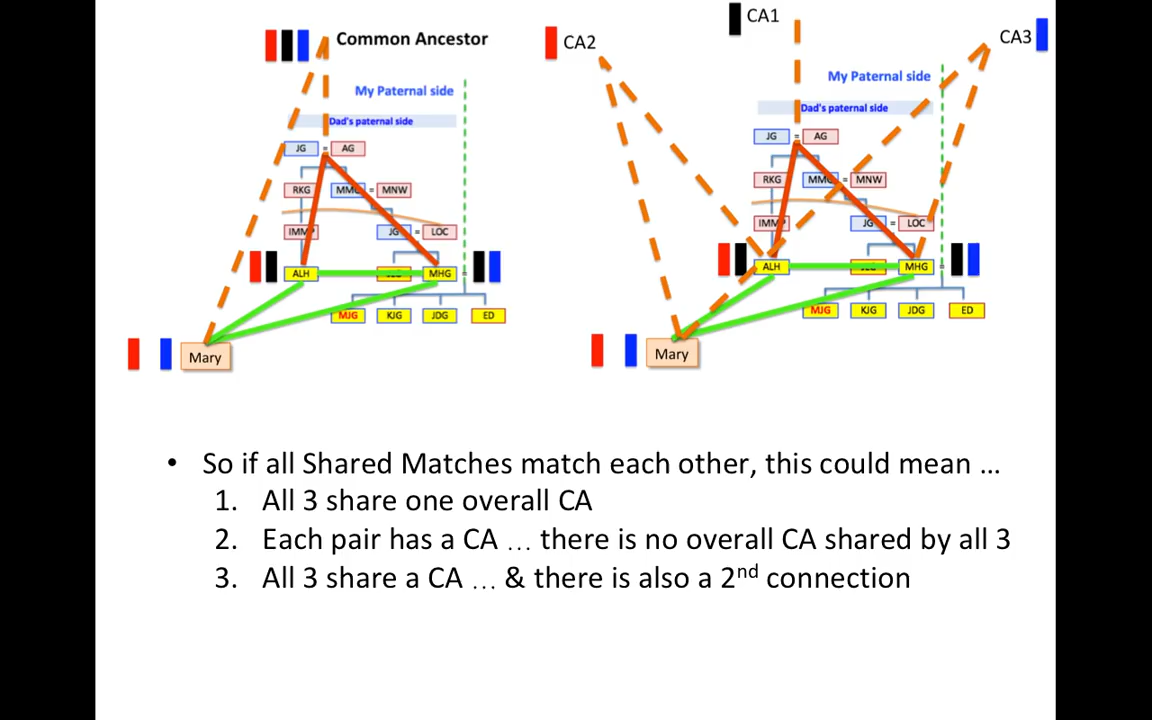 Common Ancestor
My Paternal side
Dad's paternal side
JG = AG
RKG
= MNW
ALH
MHG =
MJG KJG JDG ED
Mary
CA2
CA1
CA3
My Paternal side
Dad's paternal side
JG AG
RKG
= MNW
= LOC
= LOC
ALH
MHG =
MJG KJG JDG ED
Mary
• So if all Shared Matches match each other, this could mean ...
1. All 3 share one overall CA
2. Each pair has a CA ... there is no overall CA shared by all 3
3. All 3 share a CA ... & there is also a 2nd connection